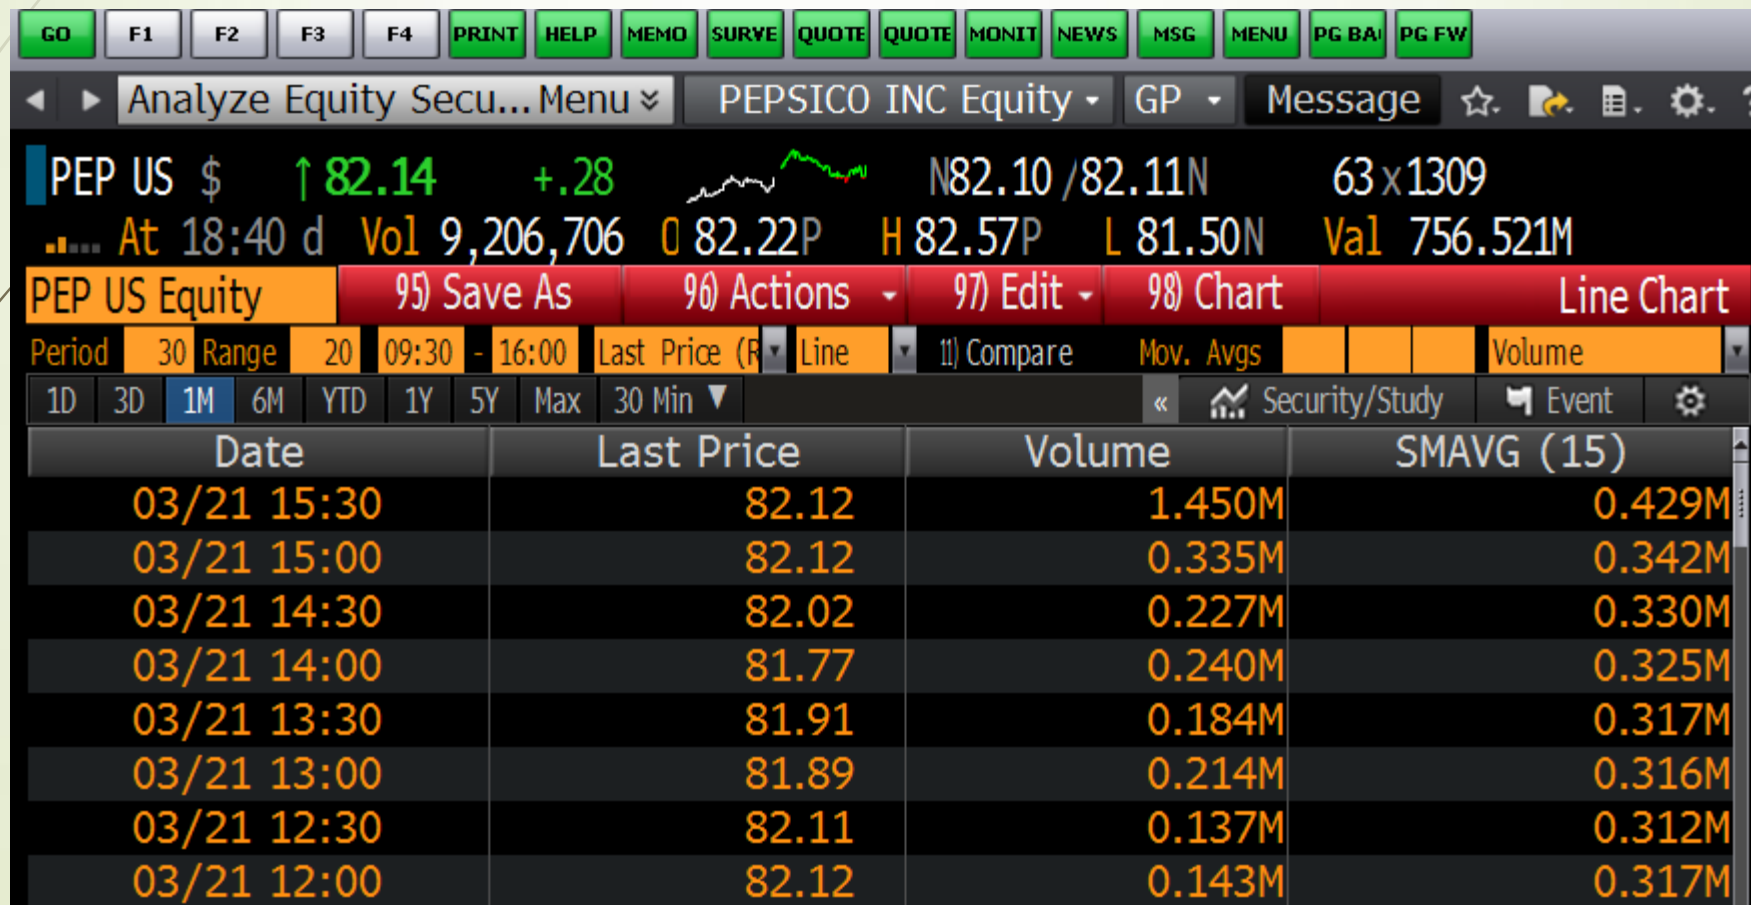 GO F1 F2 F3 F4 PRINT HELP MEMO SURVE QUOTE QUOTE MONIT NEWS MSG MENU PG BA PG FW
Analyze Equity Secu... Menu PEPSICO INC Equity GP Message ?
PEP US $ ↑82.14 +.28 N82.10 /82.11N 63x1309
At 18:40 d Vol 9,206,706 O 82.22P H 82.57P L 81.50N Val 756.521M
PEP US Equity 95) Save As 96) Actions 97) Edit 98) Chart Line Chart
Period 30 Range 20 09:30 - 16:00 Last Price (R Line 11) Compare Mov. Avgs Volume
1D 3D 1M 6M YTD 1Y 5Y Max 30 Min ▼ « Security/Study Event
Date Last Price Volume SMAVG (15)
03/21 15:30 82.12 1.450M 0.429M
03/21 15:00 82.12 0.335M 0.342M
03/21 14:30 82.02 0.227M 0.330M
03/21 14:00 81.77 0.240M 0.325M
03/21 13:30 81.91 0.184M 0.317M
03/21 13:00 81.89 0.214M 0.316M
03/21 12:30 82.11 0.137M 0.312M
03/21 12:00 82.12 0.143M 0.317M